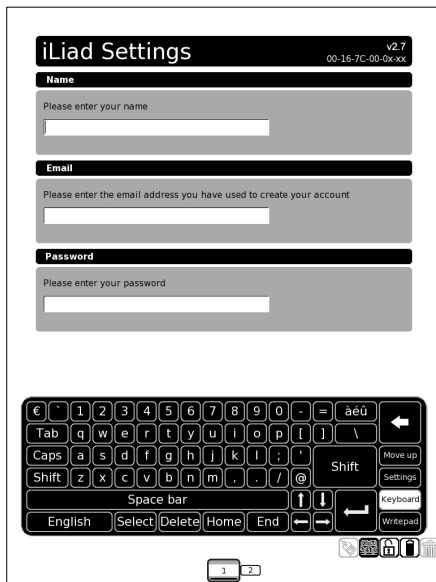 iLiad Settings
v2.7
00-16-7C-00-0x-xx
Name
Please enter your name
Email
Please enter the email address you have used to create your account
Password
Please enter your password
€ ` 1 2 3 4 5 6 7 8 9 0 - = àéû
Tab q w e r t y u i o p [ ] \
Caps a s d f g h j k l ; ' Move up
Shift z x c v b n m , . / @ Shift Settings
Space bar Keyboard
English Select Delete Home End Writepad
1 2